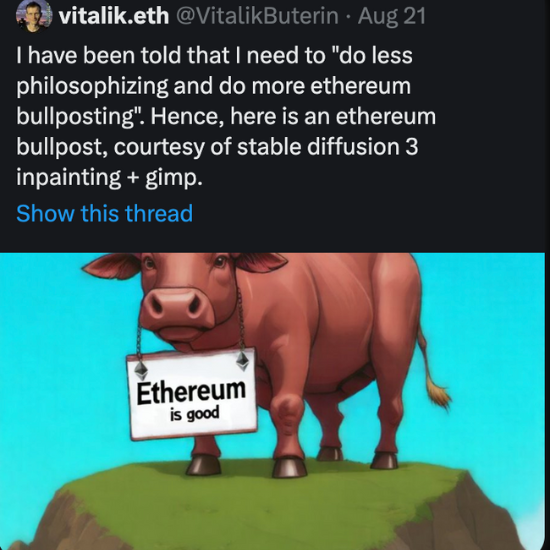 vitalik.eth @VitalikButerin · Aug 21
I have been told that I need to "do less
philosophizing and do more ethereum
bullposting". Hence, here is an ethereum
bullpost, courtesy of stable diffusion 3
inpainting + gimp.
Show this thread
Ethereum
is good